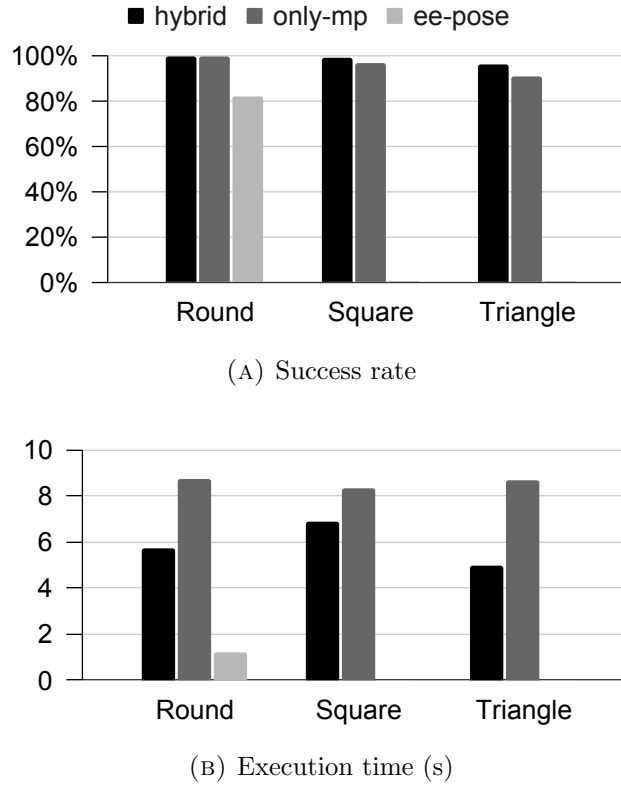 hybrid only-mp ee-pose
100%
80%
60%
40%
20%
0%
Round Square Triangle
(A) Success rate
10
8
6
4
2
0
Round Square Triangle
(B) Execution time (s)